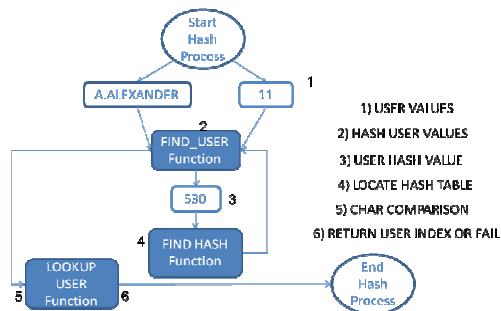 Start
Hash
Process
A.ALEXANDER
11
1
1) USER VALUES
2
2) HASH USER VALUES
FIND_USER
Function
3) USER HASH VALUE
530
3
4) LOCATE HASH TABLE
4
FIND HASH
Function
5) CHAR COMPARISON
6) RETURN USER INDEX OR FAIL
LOOKUP
USER
Function
5
6
End
Hash
Process